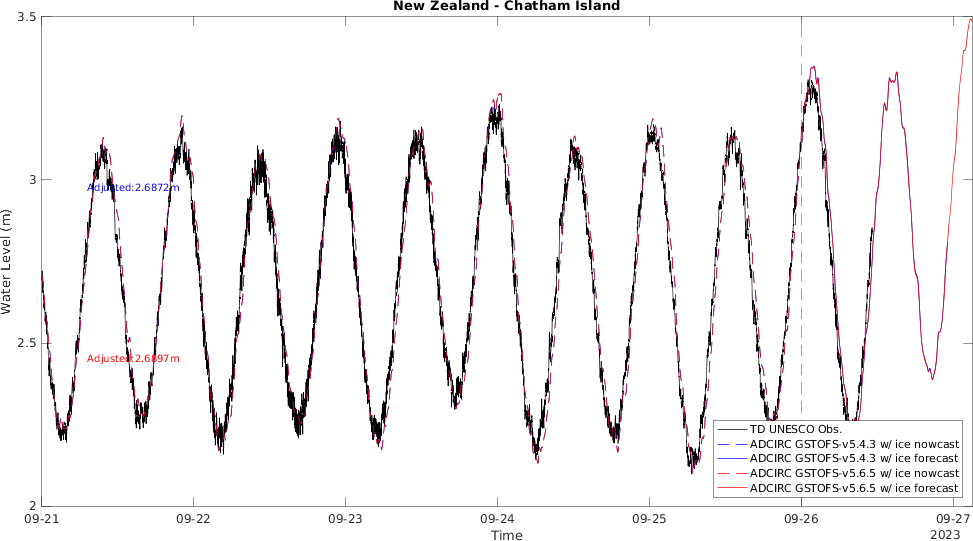 New Zealand - Chatham Island
3.5
3
2.5
2
Water Level (m)
Adjusted:2.6872m
Adjusted:2.6897m
TD UNESCO Obs.
ADCIRC GSTOFS-v5.4.3 w/ ice nowcast
ADCIRC GSTOFS-v5.4.3 w/ ice forecast
ADCIRC GSTOFS-v5.6.5 w/ ice nowcast
ADCIRC GSTOFS-v5.6.5 w/ ice forecast
09-21 09-22 09-23 09-24 09-25 09-26 09-27
Time
2023